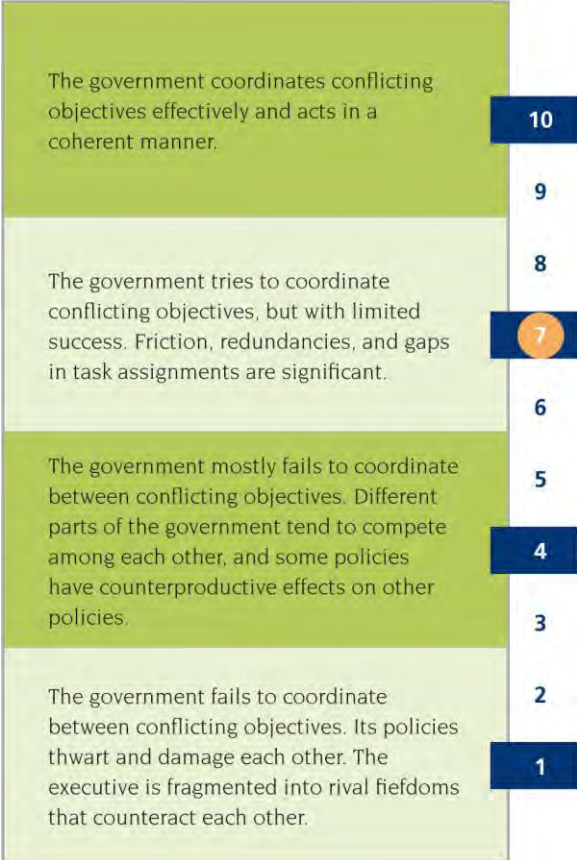 The government coordinates conflicting
objectives effectively and acts in a
coherent manner.
10
9
8
The government tries to coordinate
conflicting objectives, but with limited
success. Friction, redundancies, and gaps
in task assignments are significant.
7
6
The government mostly fails to coordinate
between conflicting objectives. Different
parts of the government tend to compete
among each other, and some policies
have counterproductive effects on other
policies.
5
4
3
The government fails to coordinate
between conflicting objectives. Its policies
thwart and damage each other. The
executive is fragmented into rival fiefdoms
that counteract each other.
2
1